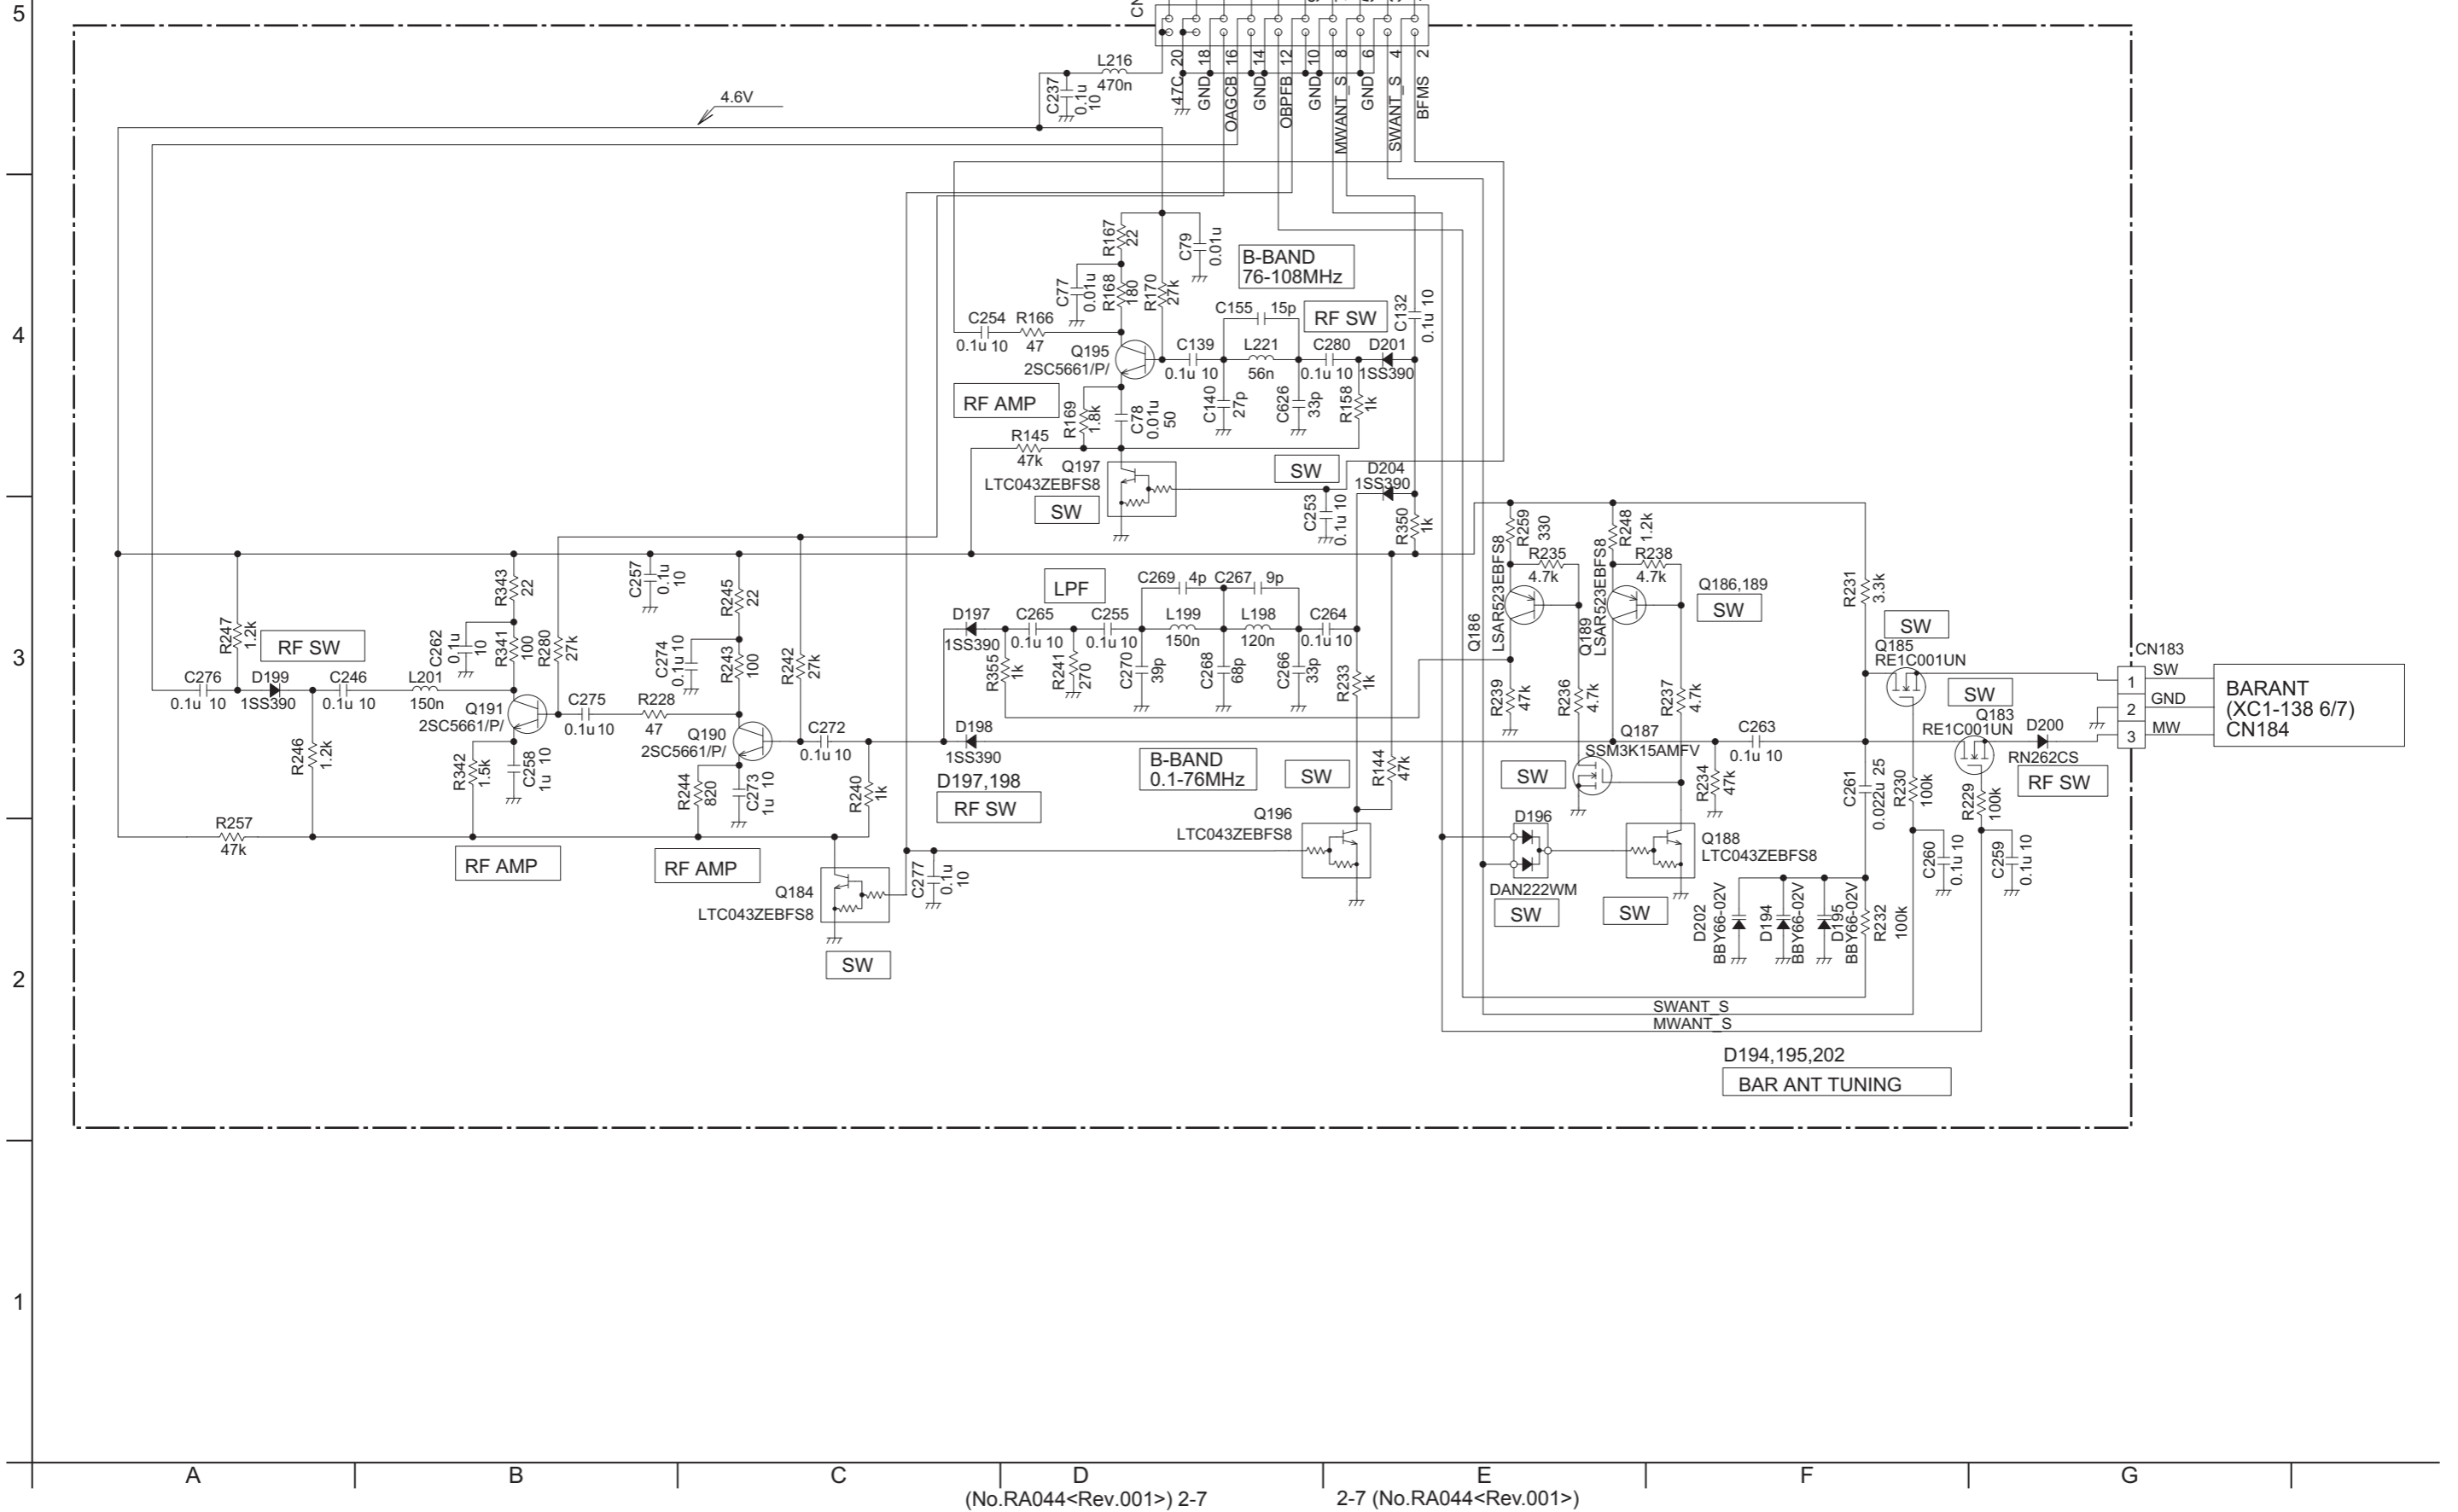 5
CN
L216
470n
C237
0.1u
10
4.6V
47C 20
GND 18
OAGCB 16
GND 14
OBPFB 12
GND 10
MWANT_S 8
GND 6
SWANT_S 4
BFMS 2
R167
22
C79
0.01u
B-BAND
76-108MHz
C77
0.01u
R168
180
R170
27k
4
C254
0.1u 10
R166
47
C155 15p
RF SW
C132
0.1u 10
Q195
2SC5661/P/
C139
0.1u 10
L221
56n
C280
0.1u 10
D201
1SS390
RF AMP
R169
1.8k
C78
0.01u
50
C140
27p
C626
33p
R158
1k
R145
47k
Q197
LTC043ZEBFS8
SW
SW
D204
1SS390
C253
0.1u 10
R350
1k
R259
330
R248
1.2k
R235
4.7k
R238
4.7k
Q186
LSAR523EBFS8
Q189
LSAR523EBFS8
Q186,189
SW
R231
3.3k
R343
22
C257
0.1u
10
R245
22
LPF
C269 4p
C267 9p
3
R247
1.2k
RF SW
C262
0.1u
10
R341
100
R280
27k
C274
0.1u 10
R243
100
R242
27k
D197
1SS390
C265
0.1u 10
C255
0.1u 10
L199
150n
L198
120n
C264
0.1u 10
R355
1k
R241
270
C270
39p
C268
68p
C266
33p
R233
1k
R239
47k
R236
4.7k
R237
4.7k
SW
Q185
RE1C001UN
CN183
1
2
3
SW
GND
MW
BARANT
(XC1-138 6/7)
CN184
C276
0.1u 10
D199
1SS390
C246
0.1u 10
L201
150n
Q191
2SC5661/P/
C275
0.1u 10
R228
47
Q190
2SC5661/P/
C272
0.1u 10
D198
1SS390
D197,198
RF SW
B-BAND
0.1-76MHz
SW
R144
47k
SW
Q187
SSM3K15AMFV
R234
47k
C263
0.1u 10
SW
Q183
RE1C001UN
D200
RN262CS
RF SW
C261
0.022u 25
R230
100k
R229
100k
R246
1.2k
R342
1.5k
C258
1u 10
R244
820
C273
1u 10
R240
1k
R257
47k
RF AMP
RF AMP
Q184
LTC043ZEBFS8
SW
C277
0.1u
10
Q196
LTC043ZEBFS8
D196
DAN222WM
SW
Q188
LTC043ZEBFS8
SW
C260
0.1u 10
C259
0.1u 10
D202
BBY66-02V
D194
BBY66-02V
D195
BBY66-02V
R232
100k
2
SWANT_S
MWANT_S
D194,195,202
BAR ANT TUNING
1
A B C D E F G
(No.RA044<Rev.001>) 2-7
2-7 (No.RA044<Rev.001>)